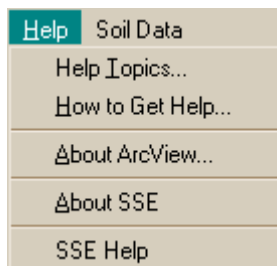 Help Soil Data
Help Topics...
How to Get Help...
About ArcView...
About SSE
SSE Help